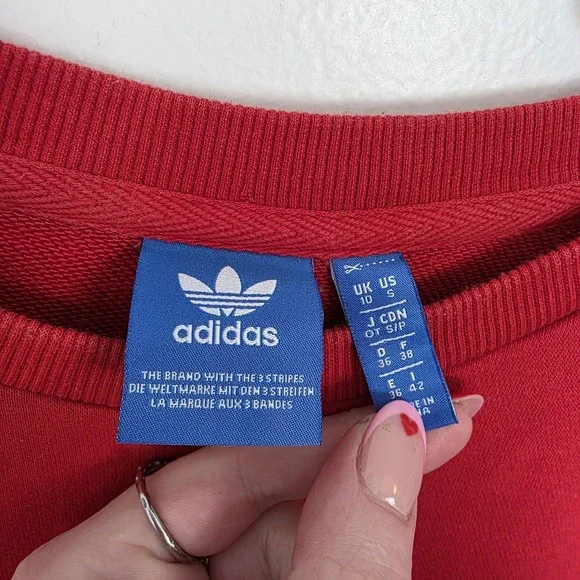 adidas
THE BRAND WITH THE 3 STRIPES
DIE WELTMARKE MIT DEN 3 STREIFEN
LA MARQUE AUX 3 BANDES
UK US
10 S
J CDN
OT S/P
D F
36 38
E I
36 42
IN